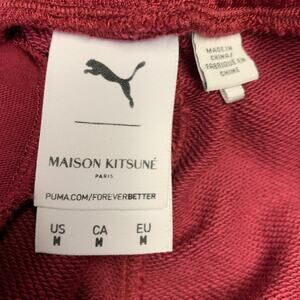 MAISON KITSUNÉ
PARIS
PUMA.COM/FOREVERBETTER
US CA EU
M M M
MADE IN
CHINA/
FABRIQUÉ EN
CHINE